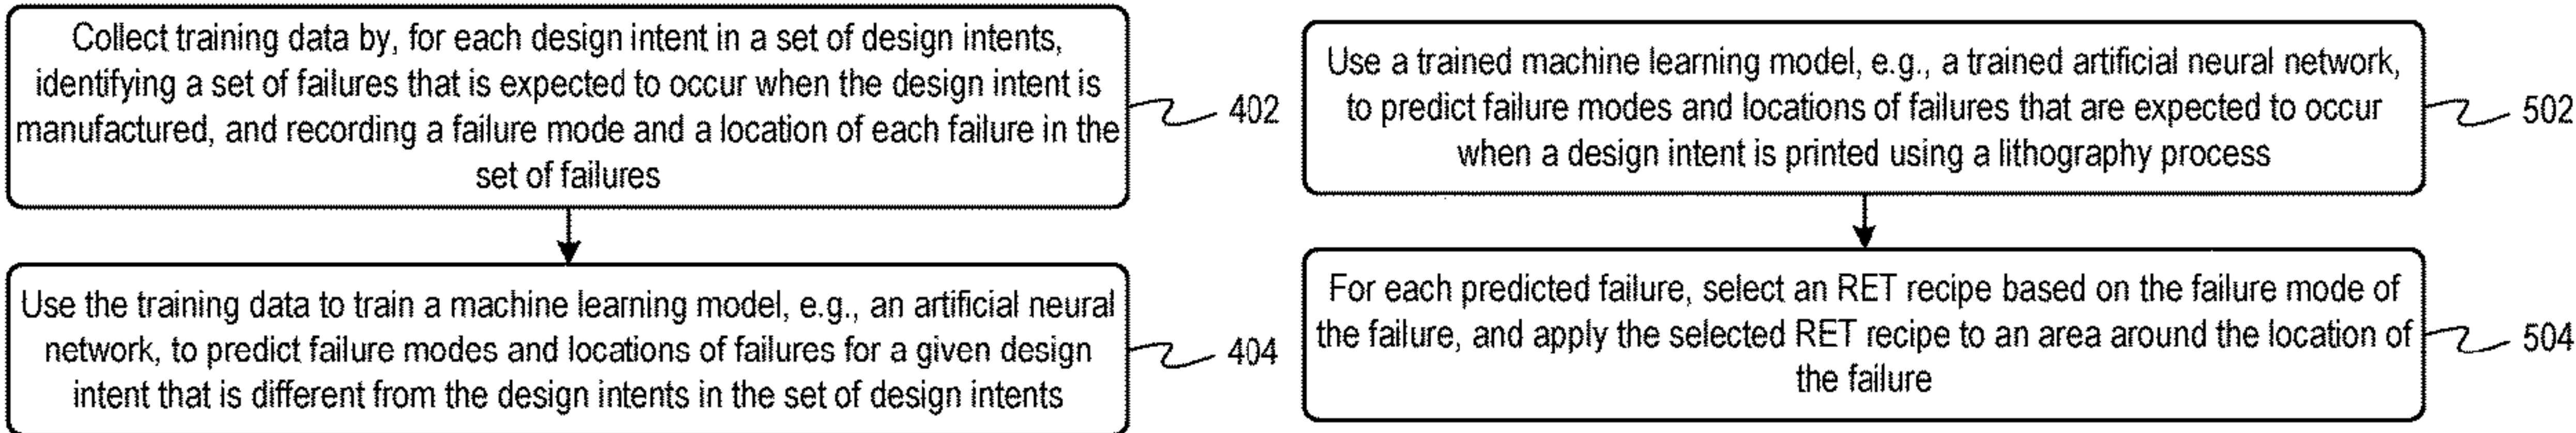 Collect training data by, for each design intent in a set of design intents,
identifying a set of failures that is expected to occur when the design intent is
manufactured, and recording a failure mode and a location of each failure in the
set of failures
402
Use the training data to train a machine learning model, e.g., an artificial neural
network, to predict failure modes and locations of failures for a given design
intent that is different from the design intents in the set of design intents
404
Use a trained machine learning model, e.g., a trained artificial neural network,
to predict failure modes and locations of failures that are expected to occur
when a design intent is printed using a lithography process
502
For each predicted failure, select an RET recipe based on the failure mode of
the failure, and apply the selected RET recipe to an area around the location of
the failure
504